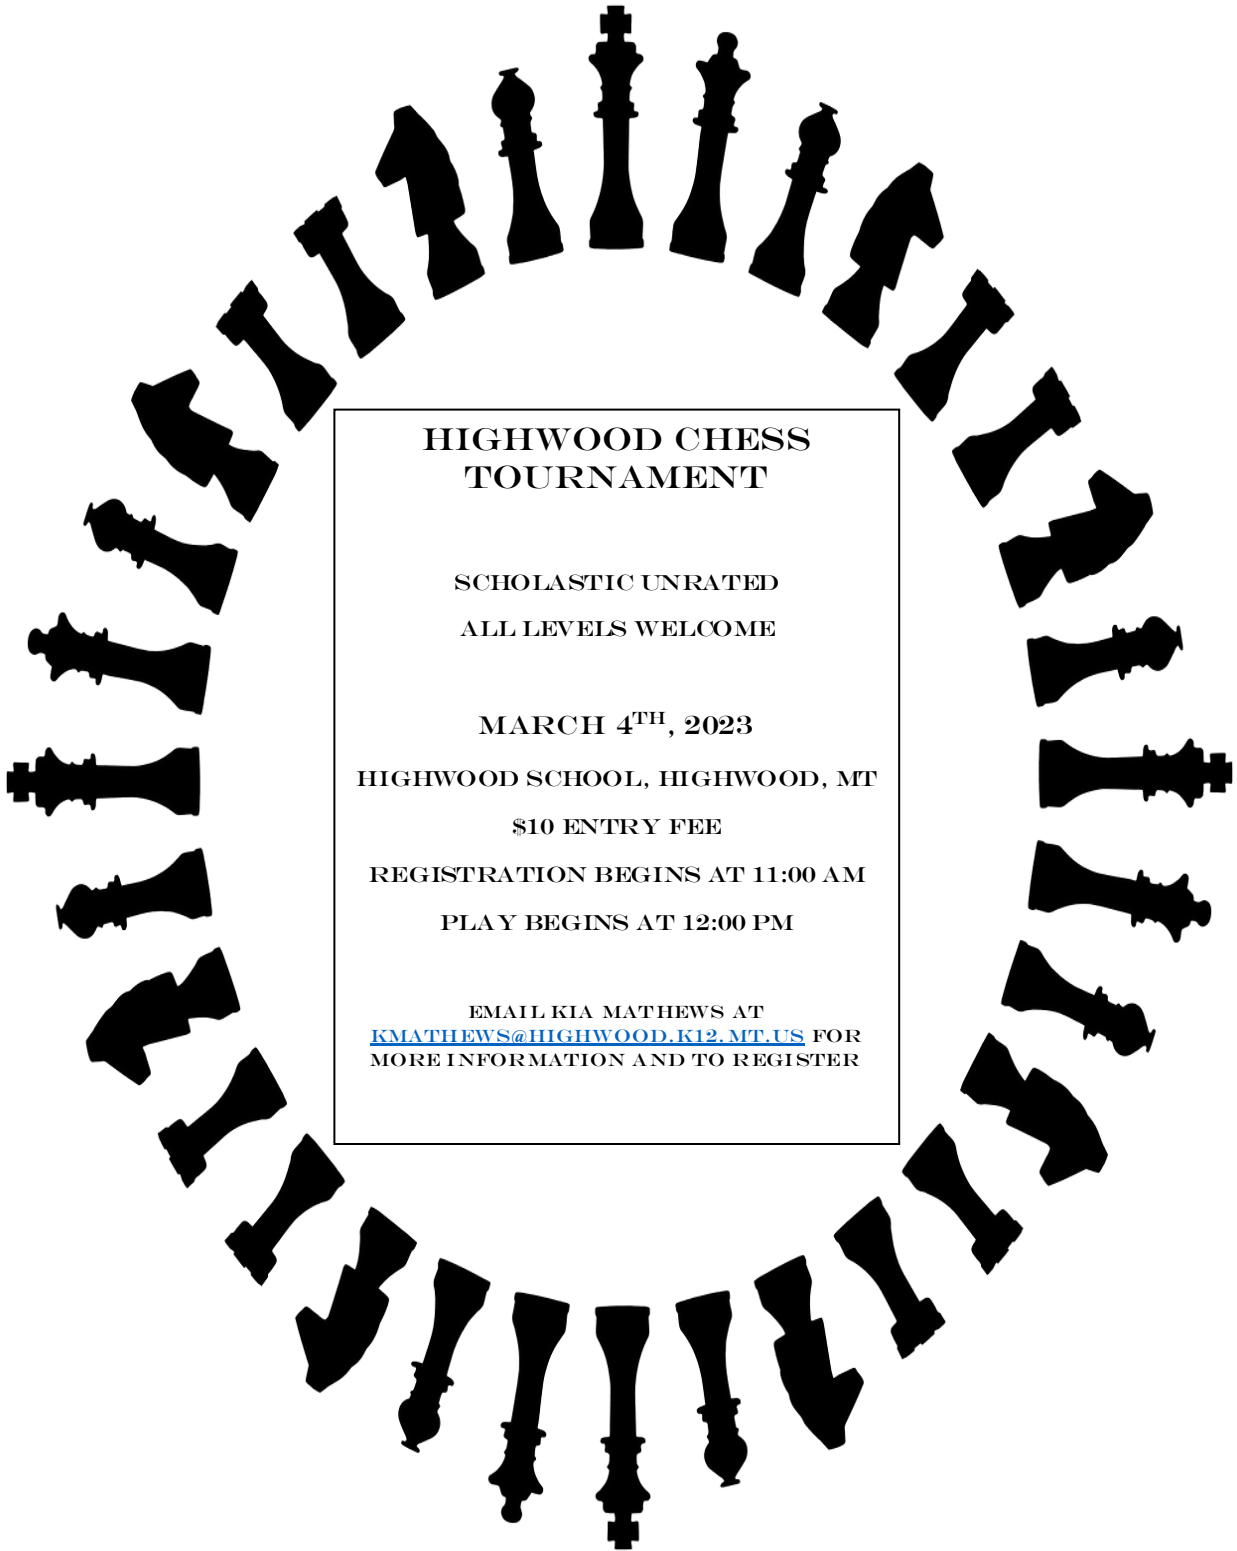 HIGHWOOD CHESS
TOURNAMENT
SCHOLASTIC UNRATED
ALL LEVELS WELCOME
MARCH 4TH, 2023
HIGHWOOD SCHOOL, HIGHWOOD, MT
$10 ENTRY FEE
REGISTRATION BEGINS AT 11:00 AM
PLAY BEGINS AT 12:00 PM
EMAIL KIA MATHEWS AT
KMATHEWS@HIGHWOOD.K12.MT.US FOR
MORE INFORMATION AND TO REGISTER